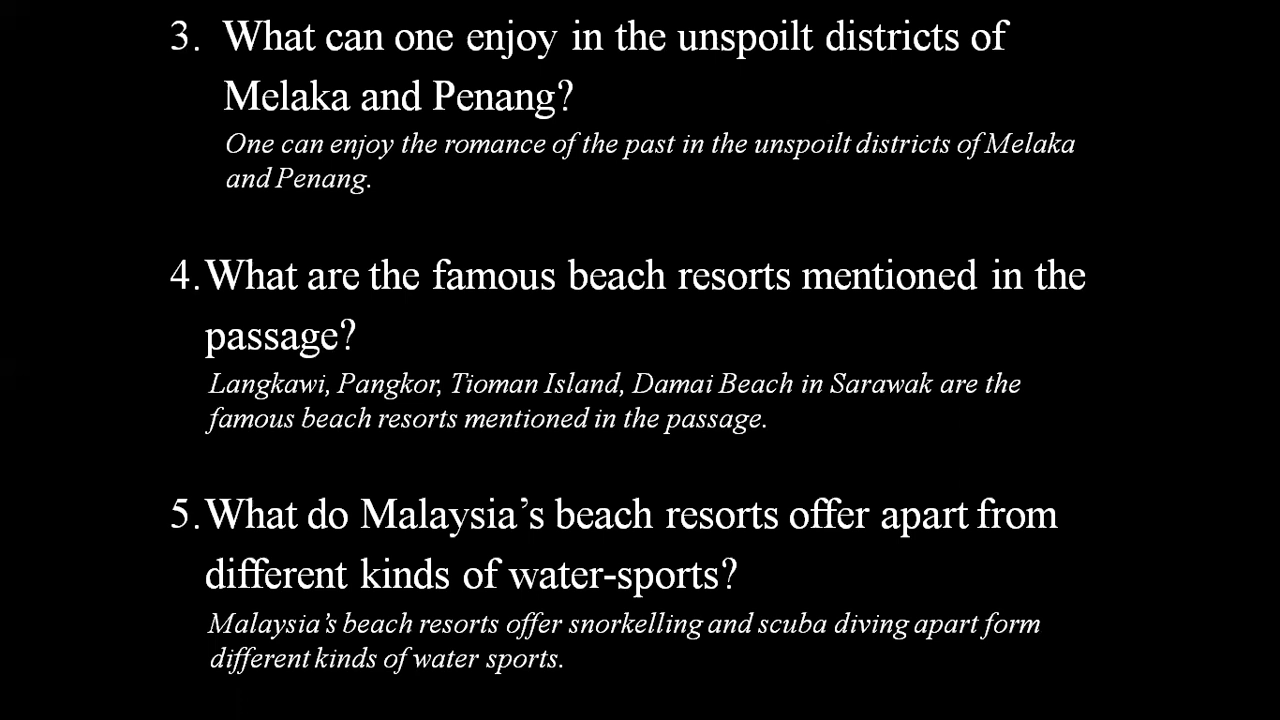 3. What can one enjoy in the unspoilt districts of
Melaka and Penang?
One can enjoy the romance of the past in the unspoilt districts of Melaka
and Penang.
4. What are the famous beach resorts mentioned in the
passage?
Langkawi, Pangkor, Tioman Island, Damai Beach in Sarawak are the
famous beach resorts mentioned in the passage.
5. What do Malaysia’s beach resorts offer apart from
different kinds of water-sports?
Malaysia’s beach resorts offer snorkelling and scuba diving apart form
different kinds of water sports.